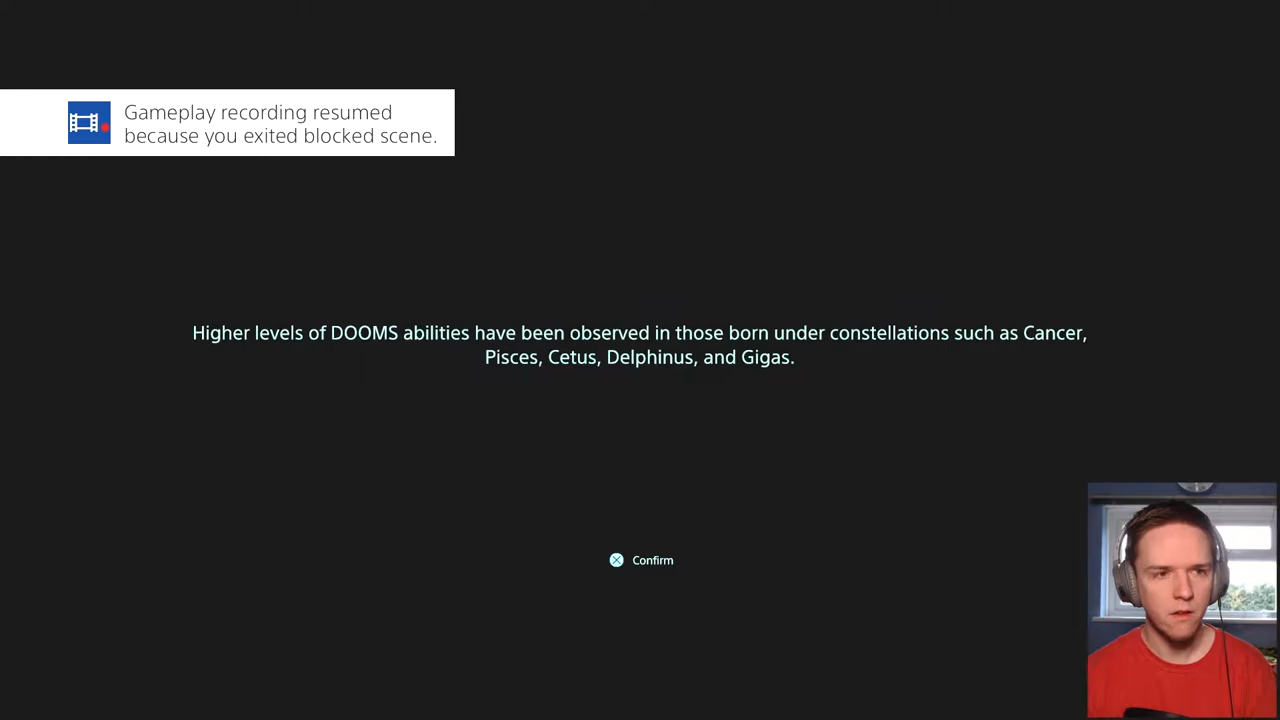 Gameplay recording resumed
because you exited blocked scene.
Higher levels of DOOMS abilities have been observed in those born under constellations such as Cancer,
Pisces, Cetus, Delphinus, and Gigas.
Confirm